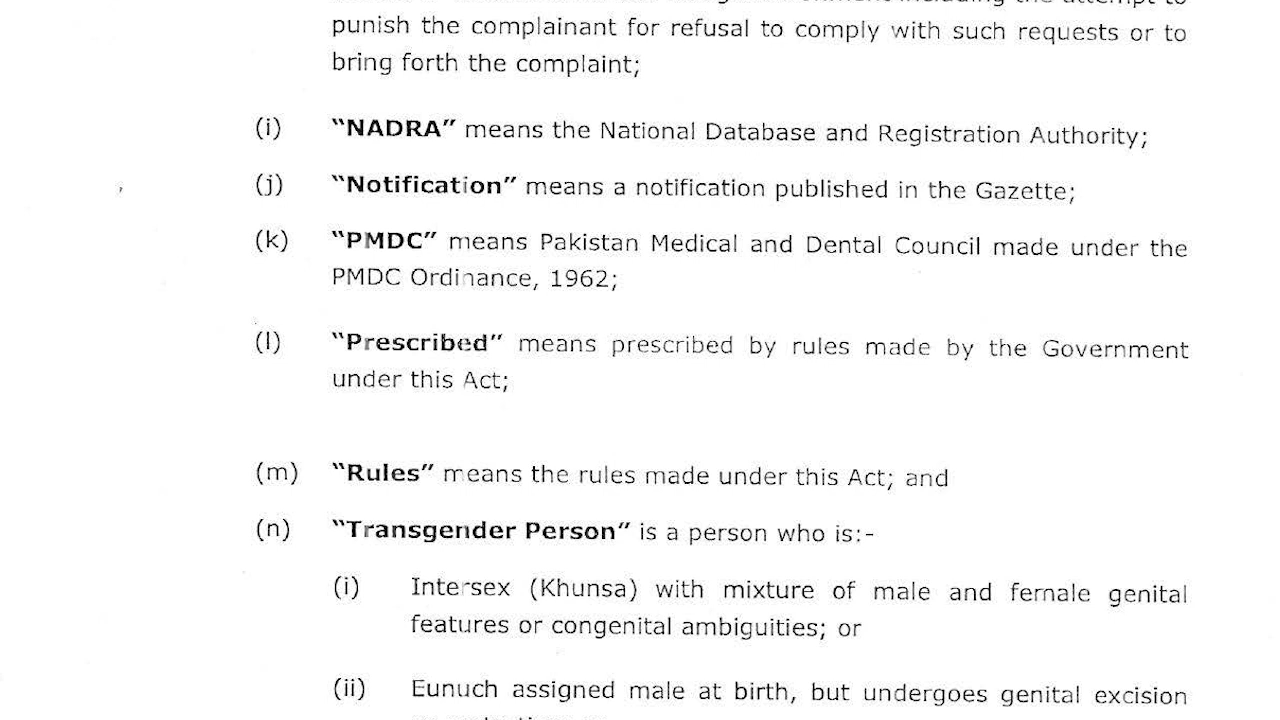 punish the complainant for refusal to comply with such requests or to
bring forth the complaint;
(i) "NADRA" means the National Database and Registration Authority;
(j) "Notification" means a notification published in the Gazette;
(k) "PMDC" means Pakistan Medical and Dental Council made under the
PMDC Ordinance, 1962;
(l) "Prescribed" means prescribed by rules made by the Government
under this Act;
(m) "Rules" means the rules made under this Act; and
(n) "Transgender Person" is a person who is:-
(i) Intersex (Khunsa) with mixture of male and female genital
features or congenital ambiguities; or
(ii) Eunuch assigned male at birth, but undergoes genital excision